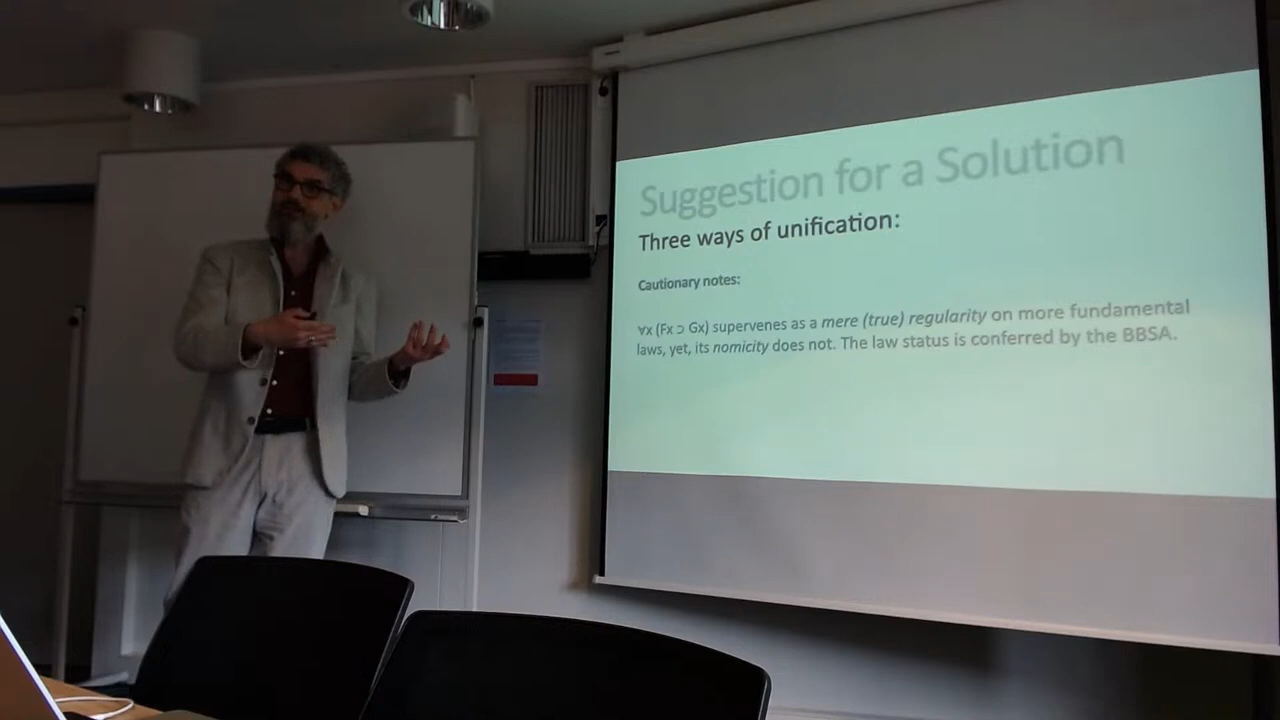 Suggestion for a Solution
Three ways of unification:
Cautionary notes:
∀x (Fx ⊃ Gx) supervenes as a mere (true) regularity on more fundamental
laws, yet, its nomicity does not. The law status is conferred by the BBSA.